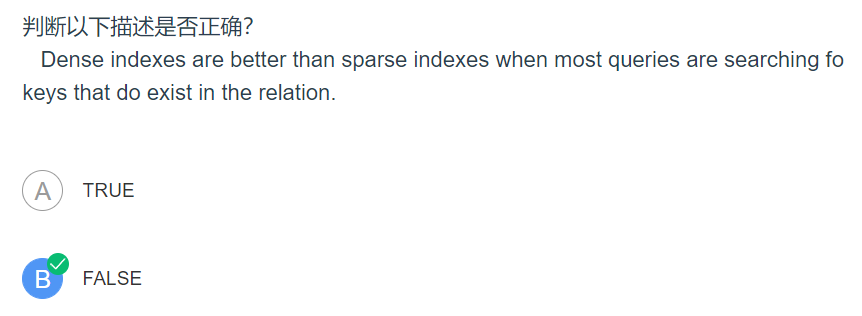 判断以下描述是否正确？
Dense indexes are better than sparse indexes when most queries are searching fo
keys that do exist in the relation.
A TRUE
B FALSE